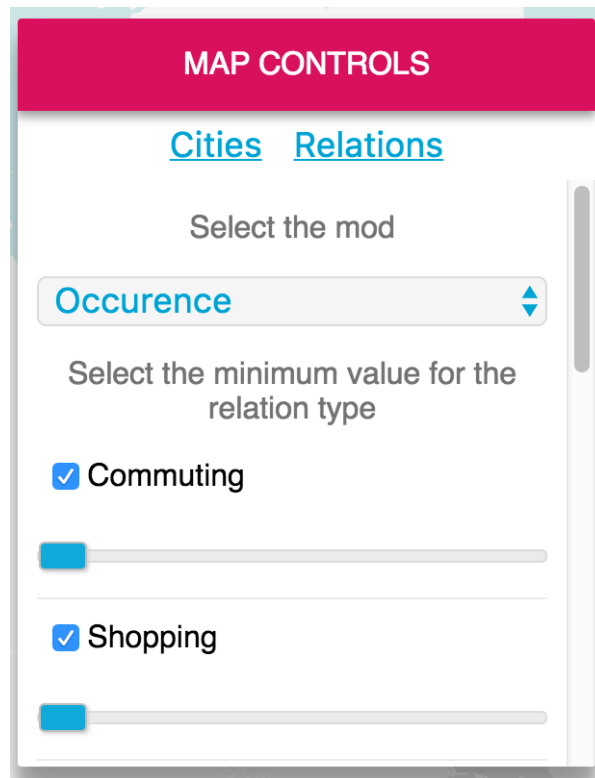 MAP CONTROLS
Cities Relations
Select the mod
Occurence
Select the minimum value for the
relation type
Commuting
Shopping